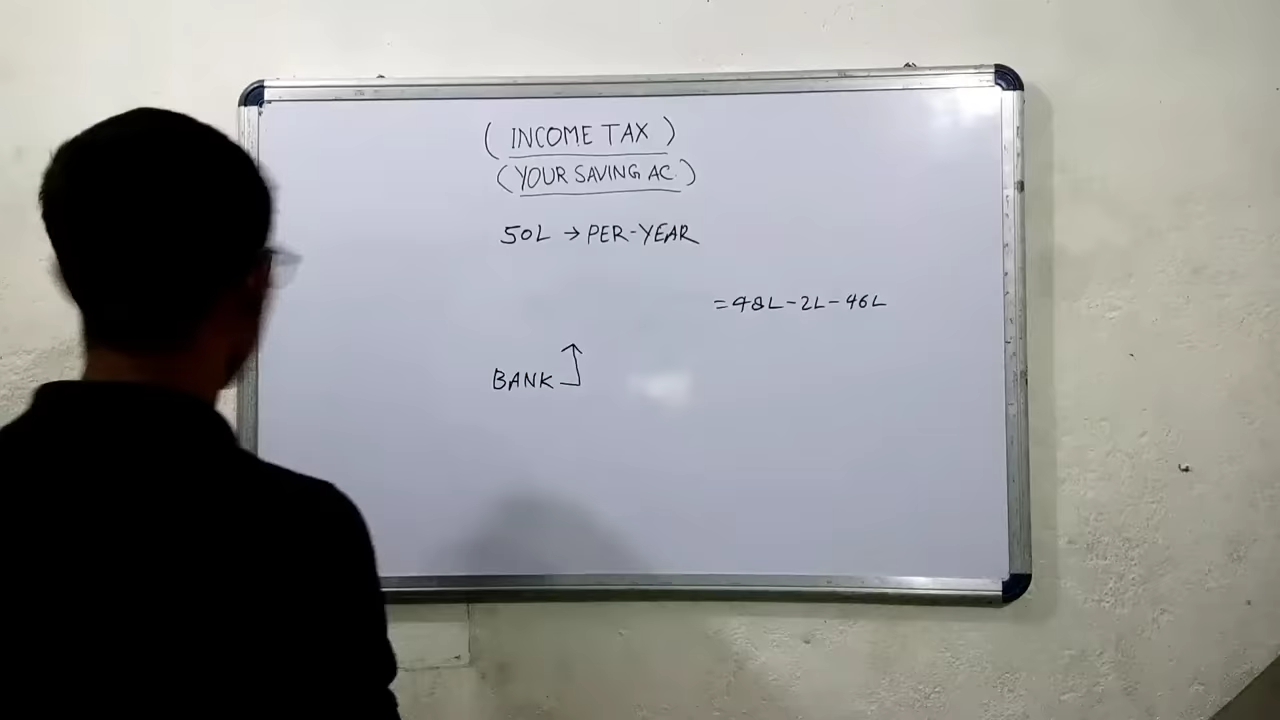 ( INCOME TAX )
( YOUR SAVING AC. )
50L → PER-YEAR
= 48L - 2L - 46L
BANK